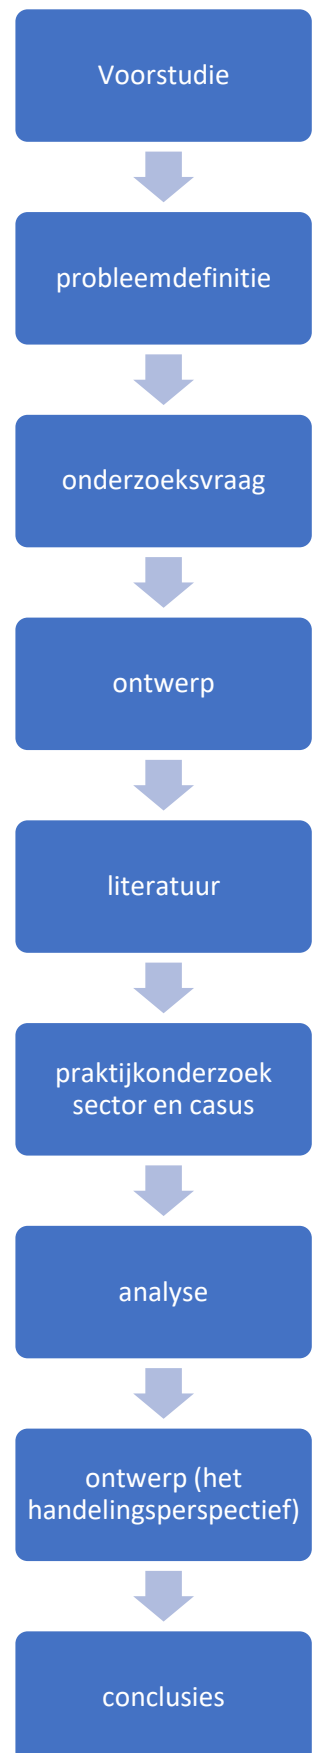 Voorstudie
probleemdefinitie
onderzoeksvraag
ontwerp
literatuur
praktijkonderzoek
sector en casus
analyse
ontwerp (het
handelingsperspectief)
conclusies